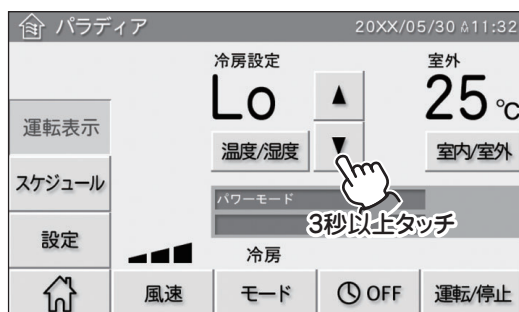 パラディア
20XX/05/30 11:32
冷房設定
室外
Lo
▲
25℃
運転表示
温度/湿度
▼
室内/室外
スケジュール
パワーモード
3秒以上タッチ
設定
冷房
風速
モード
OFF
運転/停止